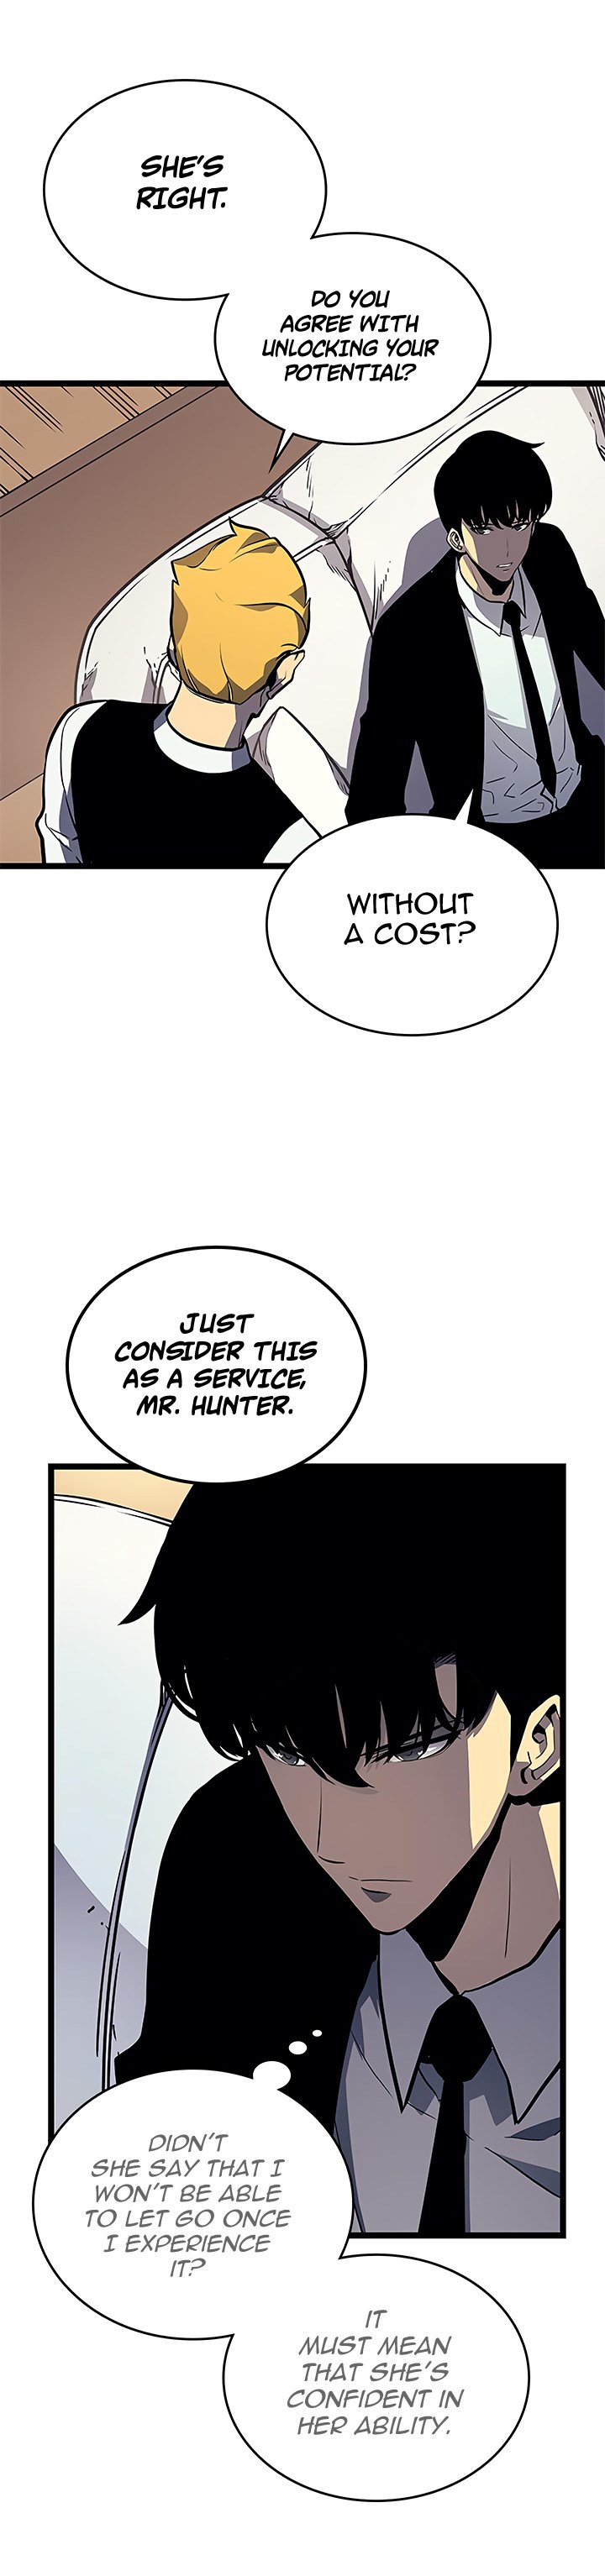 SHE'S
RIGHT.
DO YOU
AGREE WITH
UNLOCKING YOUR
POTENTIAL?
WITHOUT
A COST?
JUST
CONSIDER THIS
AS A SERVICE,
MR. HUNTER.
DIDN'T
SHE SAY THAT I
WON'T BE ABLE
TO LET GO ONCE
I EXPERIENCE
IT?
IT
MUST MEAN
THAT SHE'S
CONFIDENT IN
HER ABILITY.